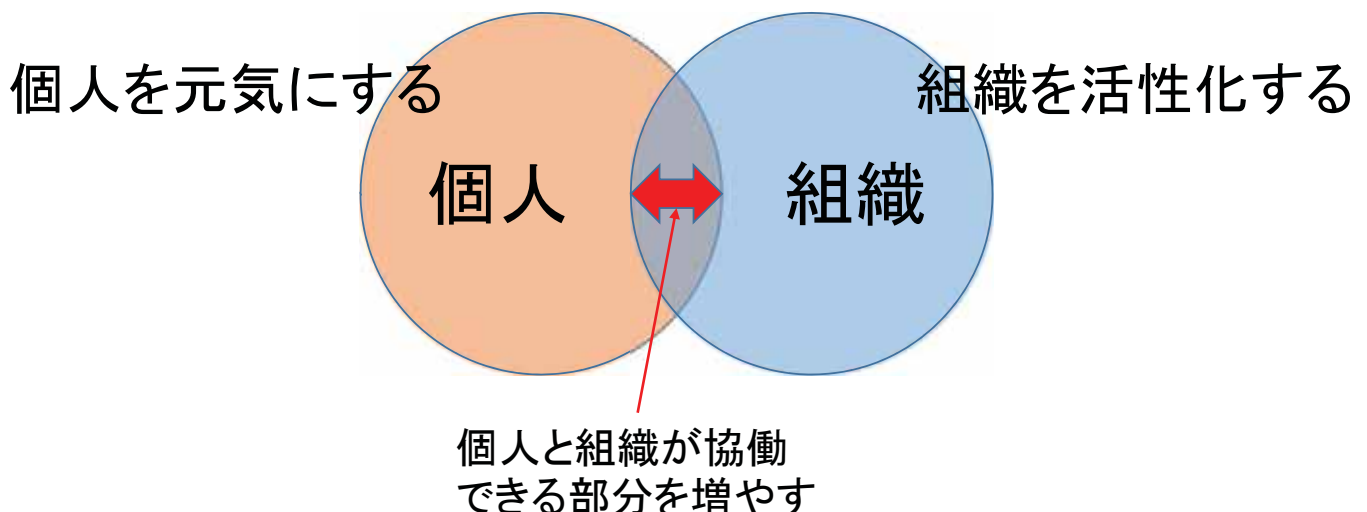 個人を元気にする
組織を活性化する
個人
組織
個人と組織が協働
できる部分を増やす